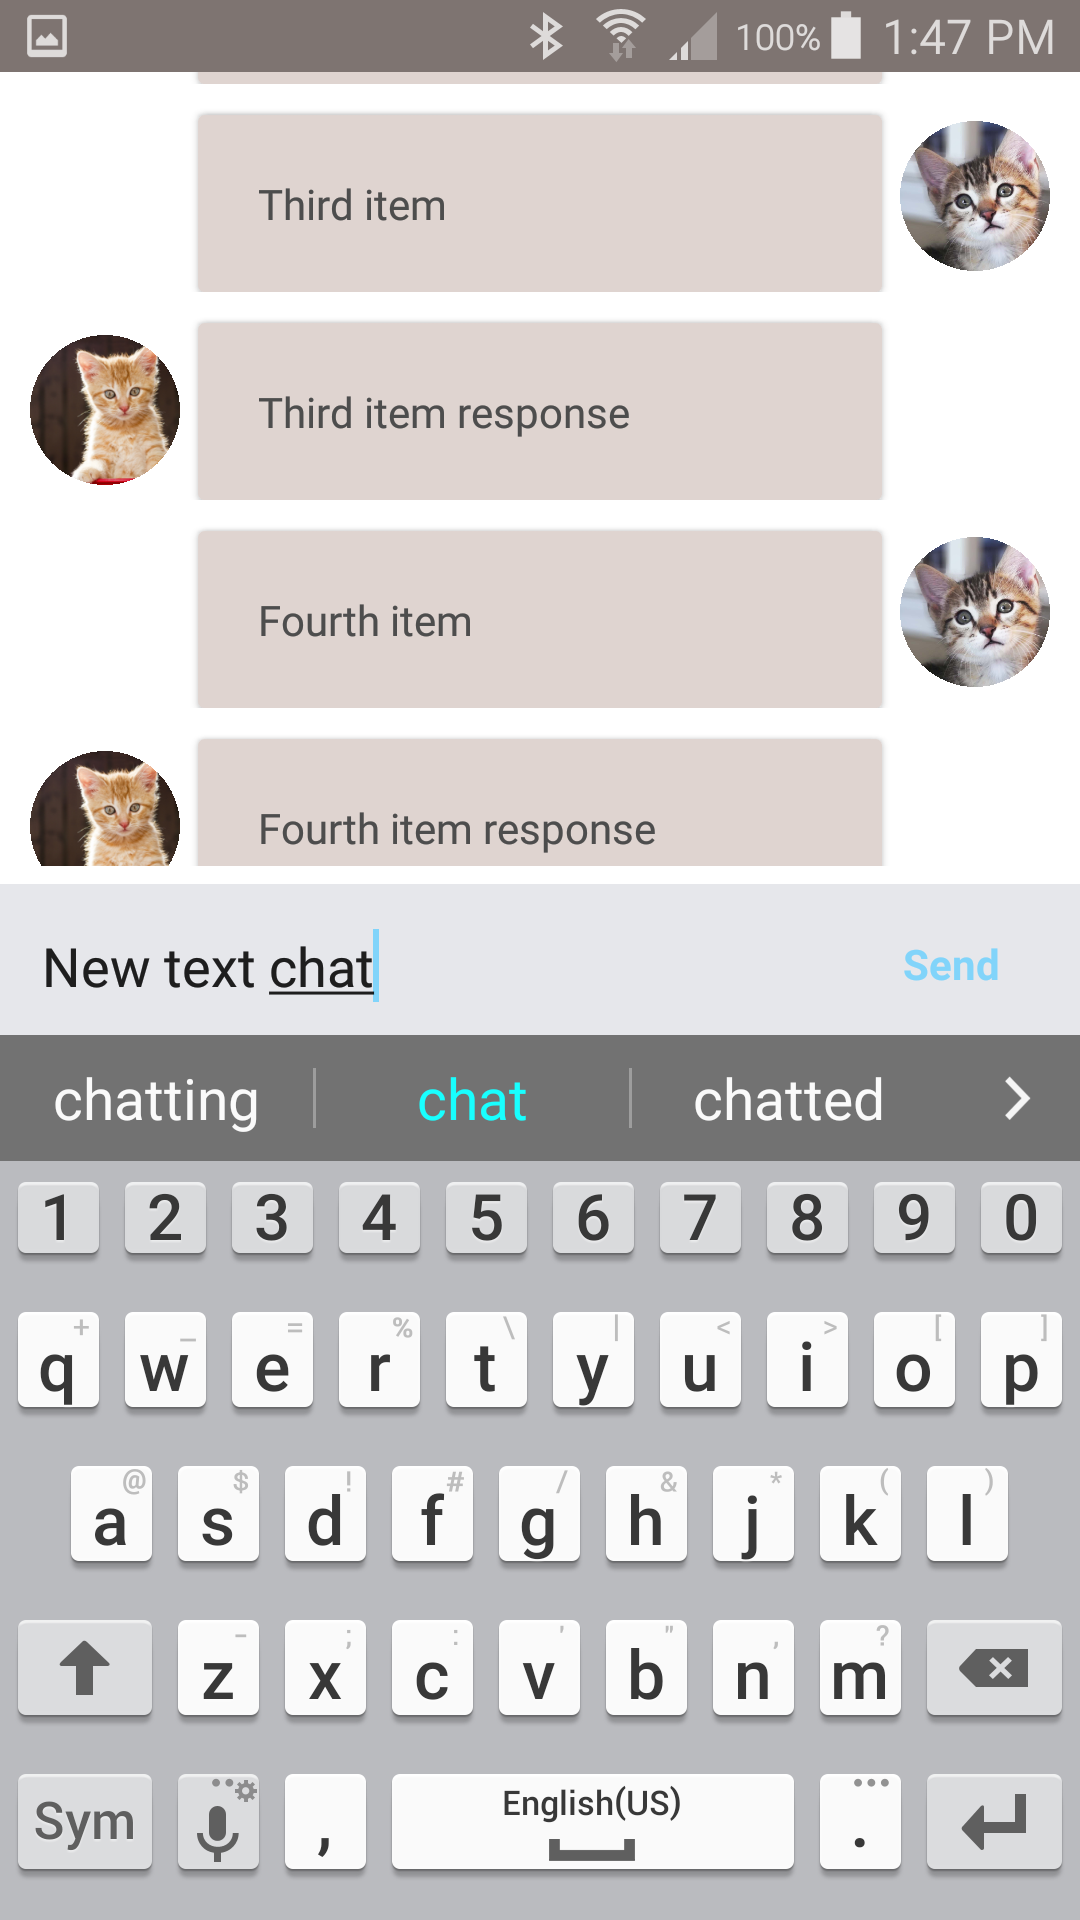 100% 1:47 PM
Third item
Third item response
Fourth item
Fourth item response
New text chat Send
chatting chat chatted
1 2 3 4 5 6 7 8 9 0
+ _ = % \ | < > [ ]
q w e r t y u i o p
@ $ ! # / & * ( )
a s d f g h j k l
- ; : ' " , ?
z x c v b n m
Sym , English(US) .